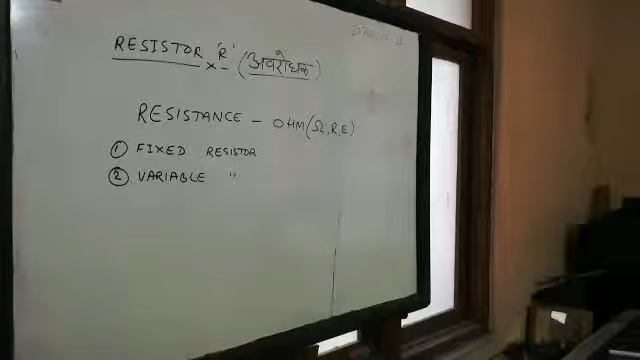 RESISTOR 'R' (अवरोधक)
x-
RESISTANCE - OHM(Ω,R,E)
① FIXED RESISTOR
② VARIABLE "